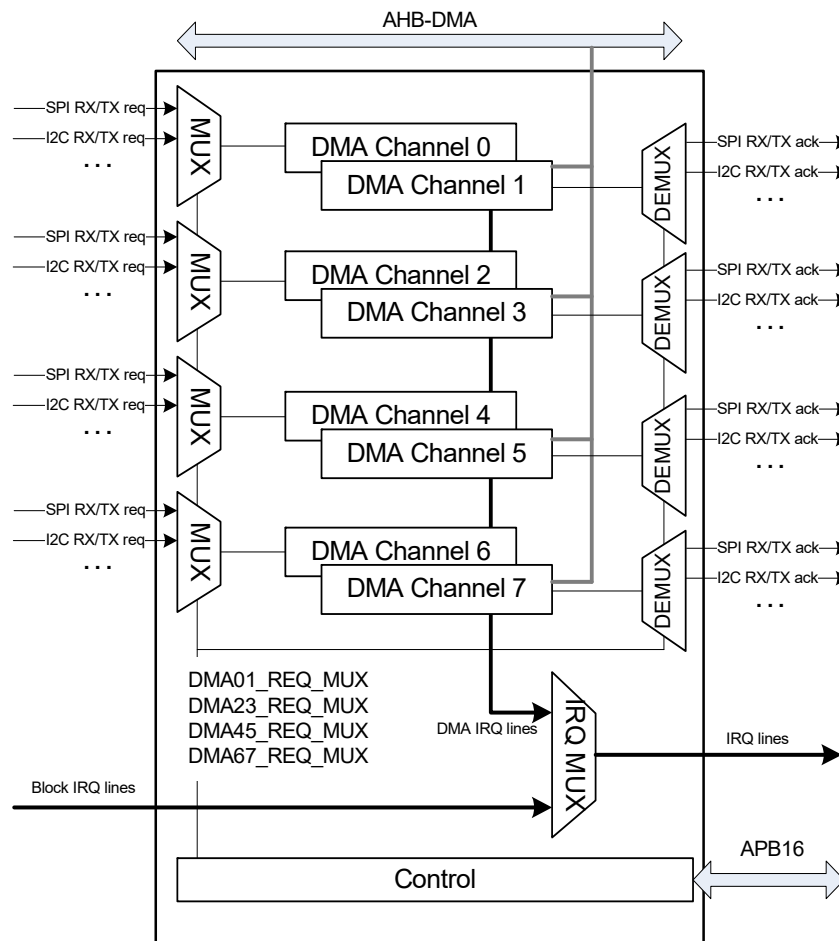 AHB-DMA
SPI RX/TX req
I2C RX/TX req
. . .
MUX
DMA Channel 0
DMA Channel 1
DEMUX
SPI RX/TX ack
I2C RX/TX ack
. . .
SPI RX/TX req
I2C RX/TX req
. . .
MUX
DMA Channel 2
DMA Channel 3
DEMUX
SPI RX/TX ack
I2C RX/TX ack
. . .
SPI RX/TX req
I2C RX/TX req
. . .
MUX
DMA Channel 4
DMA Channel 5
DEMUX
SPI RX/TX ack
I2C RX/TX ack
. . .
SPI RX/TX req
I2C RX/TX req
. . .
MUX
DMA Channel 6
DMA Channel 7
DEMUX
SPI RX/TX ack
I2C RX/TX ack
. . .
DMA01_REQ_MUX
DMA23_REQ_MUX
DMA45_REQ_MUX
DMA67_REQ_MUX
DMA IRQ lines
IRQ MUX
IRQ lines
Block IRQ lines
Control
APB16